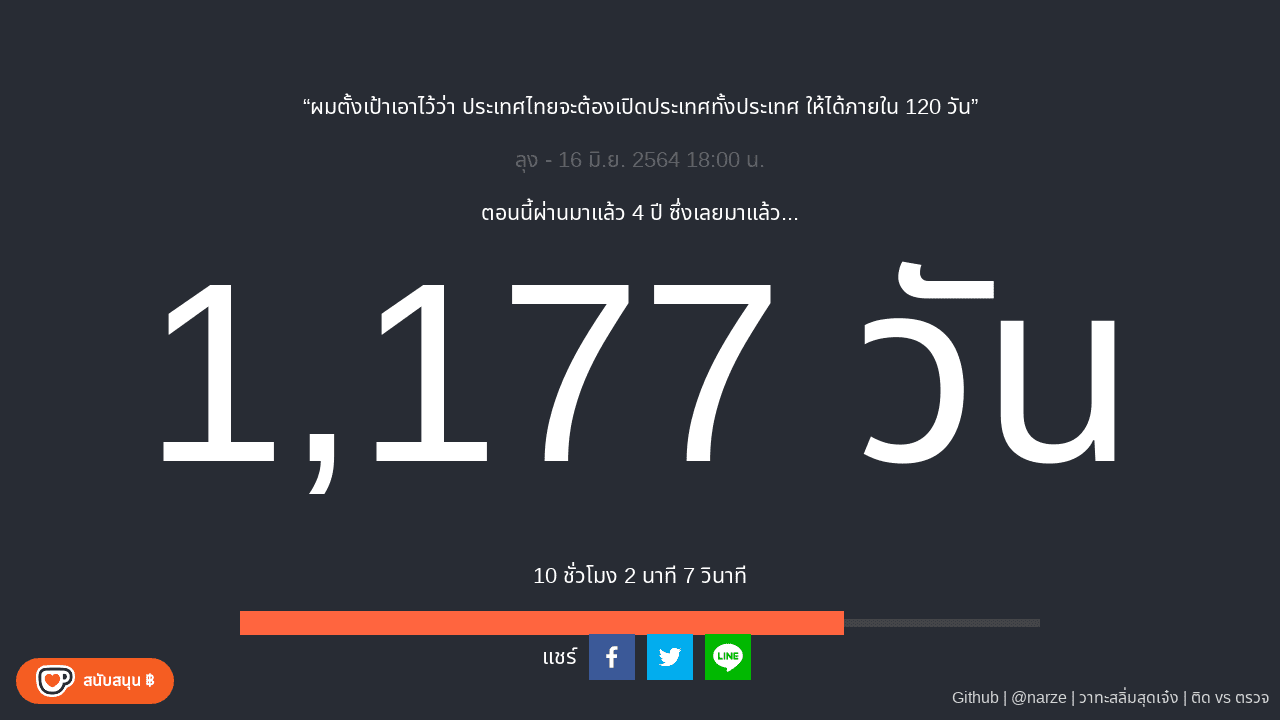 “ผมตั้งเป้าเอาไว้ว่า ประเทศไทยจะต้องเปิดประเทศทั้งประเทศ ให้ได้ภายใน 120 วัน”
ลุง - 16 มิ.ย. 2564 18:00 น.
ตอนนี้ผ่านมาแล้ว 4 ปี ซึ่งเลยมาแล้ว...
1,177 วัน
10 ชั่วโมง 2 นาที 7 วินาที
แชร์ LINE
สนับสนุน ฿
Github | @narze | วาทะสลิ่มสุดเจ๋ง | ติด vs ตรวจ